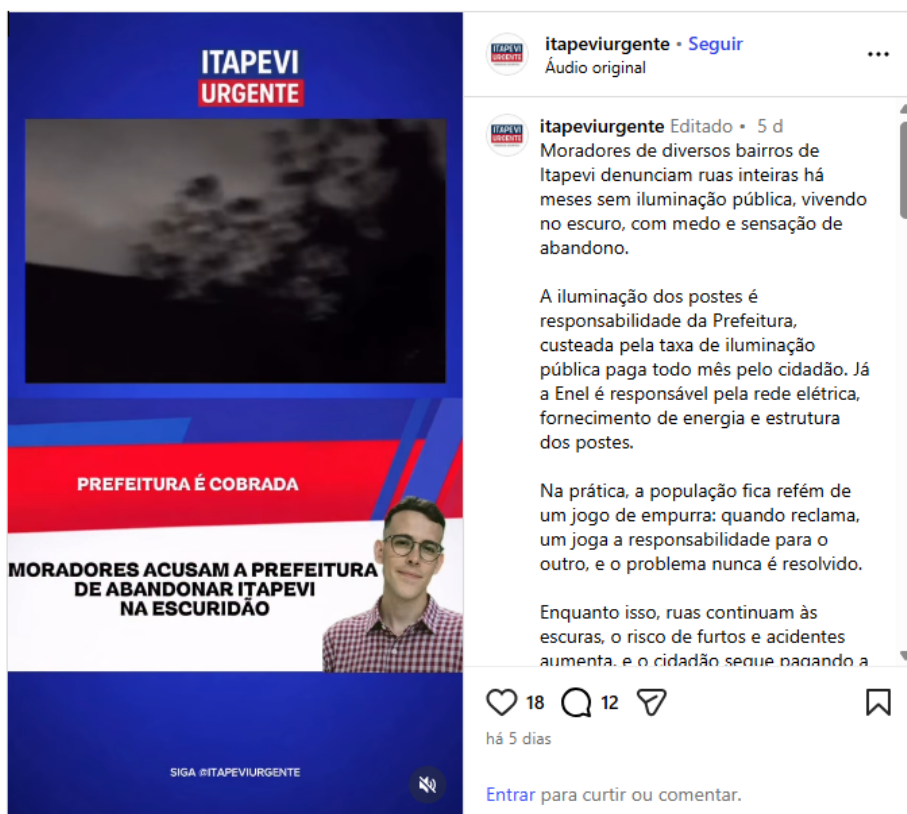 ITAPEVI
URGENTE
PREFEITURA É COBRADA
MORADORES ACUSAM A PREFEITURA
DE ABANDONAR ITAPEVI
NA ESCURIDÃO
SIGA @ITAPEVIURGENTE
itapeviurgente • Seguir
Áudio original
itapeviurgente Editado • 5 d
Moradores de diversos bairros de
Itapevi denunciam ruas inteiras há
meses sem iluminação pública, vivendo
no escuro, com medo e sensação de
abandono.
A iluminação dos postes é
responsabilidade da Prefeitura,
custeada pela taxa de iluminação
pública paga todo mês pelo cidadão. Já
a Enel é responsável pela rede elétrica,
fornecimento de energia e estrutura
dos postes.
Na prática, a população fica refém de
um jogo de empurra: quando reclama,
um joga a responsabilidade para o
outro, e o problema nunca é resolvido.
Enquanto isso, ruas continuam às
escuras, o risco de furtos e acidentes
aumenta, e o cidadão segue pagando a
18 12
há 5 dias
Entrar para curtir ou comentar.